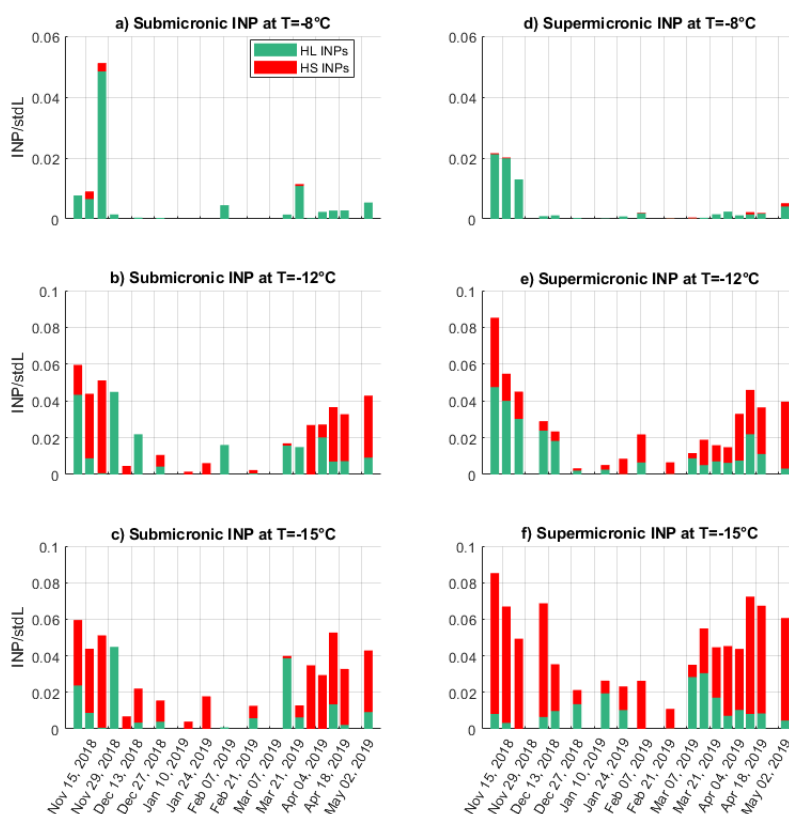 a) Submicronic INP at T=-8°C
INP/stdL
0.06
0.04
0.02
0
HL INPs
HS INPs
d) Supermicronic INP at T=-8°C
0.06
0.04
0.02
0
b) Submicronic INP at T=-12°C
INP/stdL
0.1
0.08
0.06
0.04
0.02
0
e) Supermicronic INP at T=-12°C
0.1
0.08
0.06
0.04
0.02
0
c) Submicronic INP at T=-15°C
INP/stdL
0.1
0.08
0.06
0.04
0.02
0
Nov 15, 2018
Nov 29, 2018
Dec 13, 2018
Dec 27, 2018
Jan 10, 2019
Jan 24, 2019
Feb 07, 2019
Feb 21, 2019
Mar 07, 2019
Mar 21, 2019
Apr 04, 2019
Apr 18, 2019
May 02, 2019
f) Supermicronic INP at T=-15°C
0.1
0.08
0.06
0.04
0.02
0
Nov 15, 2018
Nov 29, 2018
Dec 13, 2018
Dec 27, 2018
Jan 10, 2019
Jan 24, 2019
Feb 07, 2019
Feb 21, 2019
Mar 07, 2019
Mar 21, 2019
Apr 04, 2019
Apr 18, 2019
May 02, 2019